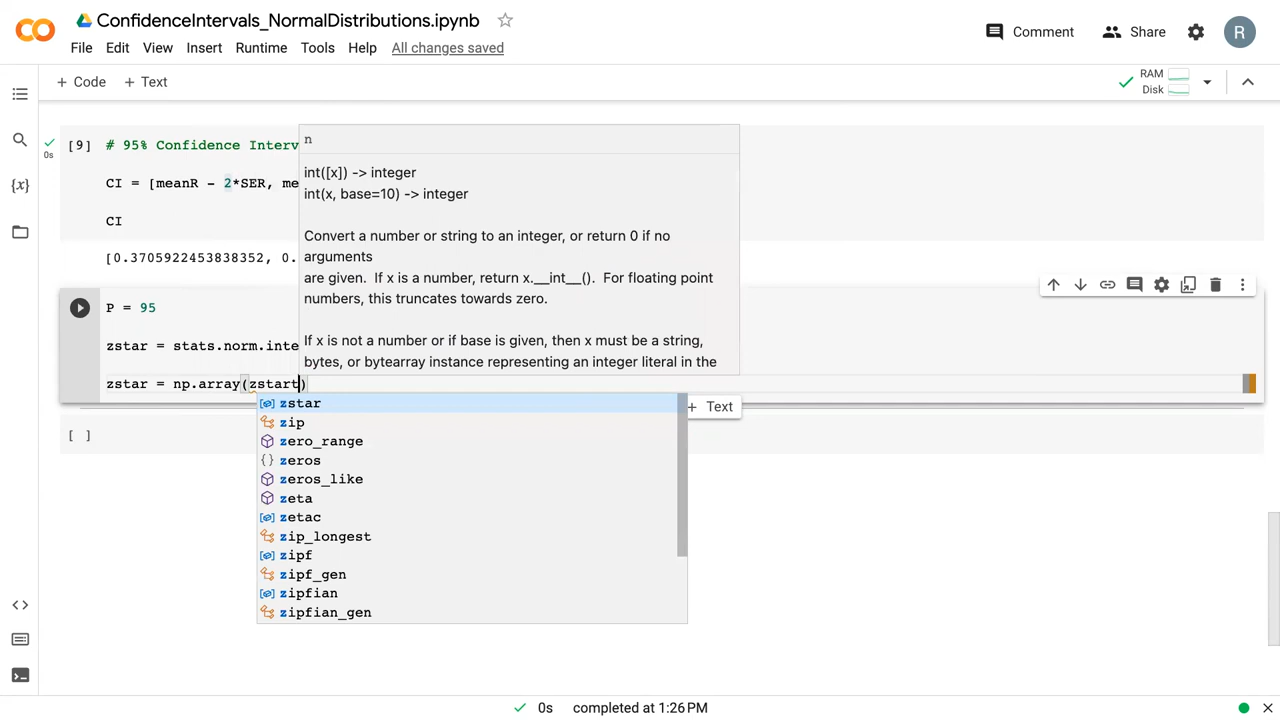 ConfidenceIntervals_NormalDistributions.ipynb
File Edit View Insert Runtime Tools Help All changes saved
Comment Share R
+ Code + Text
RAM
Disk
[9] # 95% Confidence Interv
0s
CI = [meanR - 2*SER, me
CI
[0.3705922453838352, 0.
n
int([x]) -> integer
int(x, base=10) -> integer
Convert a number or string to an integer, or return 0 if no
arguments
are given. If x is a number, return x.__int__(). For floating point
numbers, this truncates towards zero.
If x is not a number or if base is given, then x must be a string,
bytes, or bytearray instance representing an integer literal in the
P = 95
zstar = stats.norm.inte
zstar = np.array(zstart)
+ Text
[ ]
zstar
zip
zero_range
zeros
zeros_like
zeta
zetac
zip_longest
zipf
zipf_gen
zipfian
zipfian_gen
{x}
0s completed at 1:26 PM